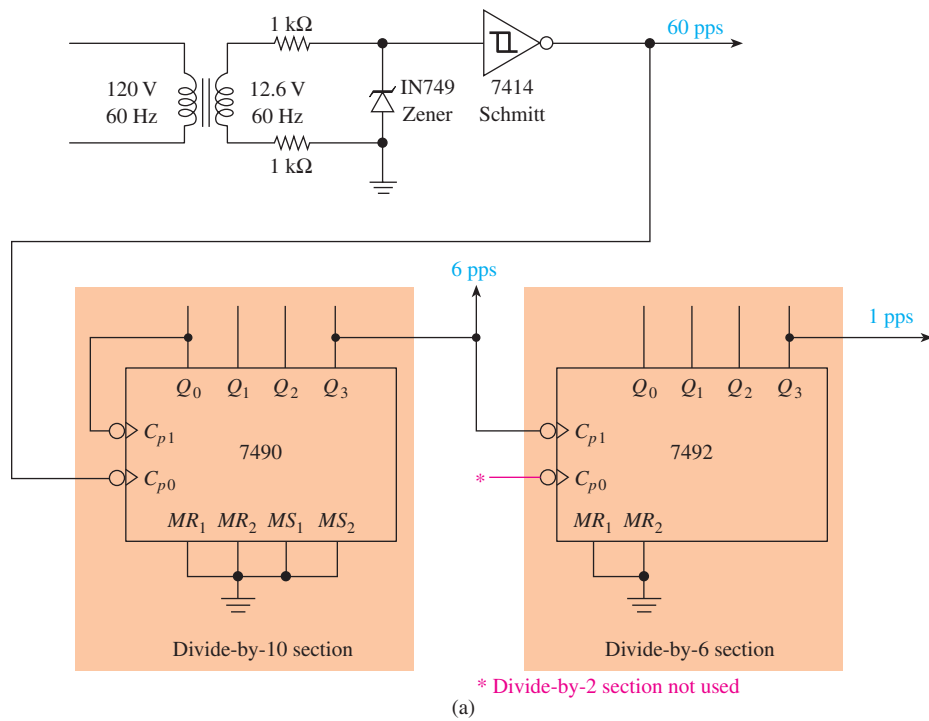 1 kΩ
60 pps
120 V
60 Hz
12.6 V
60 Hz
IN749
Zener
7414
Schmitt
1 kΩ
6 pps
1 pps
Q0 Q1 Q2 Q3
Cp1
7490
Cp0
MR1 MR2 MS1 MS2
Divide-by-10 section
Q0 Q1 Q2 Q3
Cp1
7492
* Cp0
MR1 MR2
Divide-by-6 section
* Divide-by-2 section not used
(a)